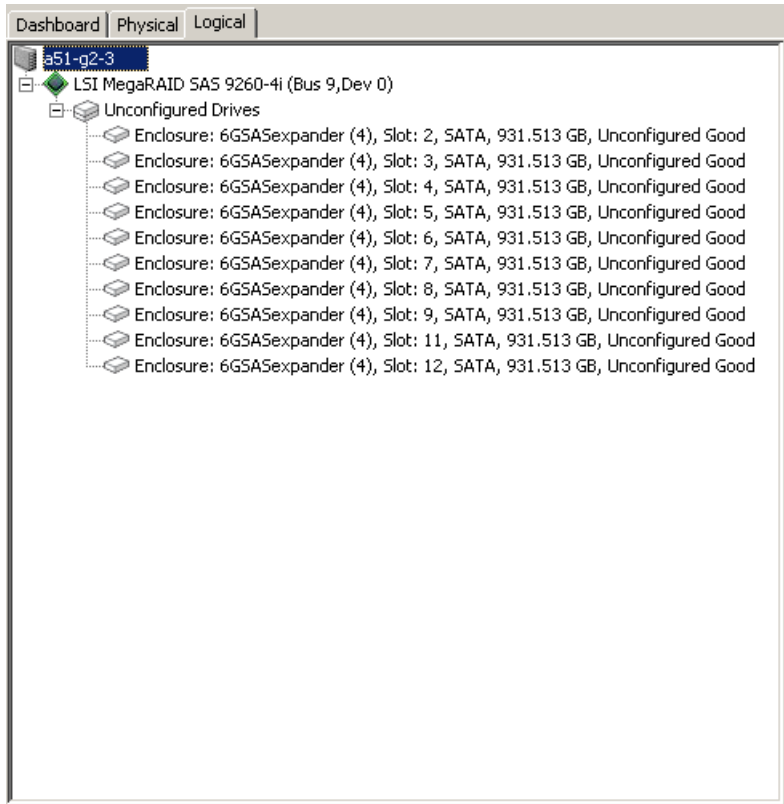 Dashboard Physical Logical
a51-g2-3
LSI MegaRAID SAS 9260-4i (Bus 9,Dev 0)
Unconfigured Drives
Enclosure: 6GSASexpander (4), Slot: 2, SATA, 931.513 GB, Unconfigured Good
Enclosure: 6GSASexpander (4), Slot: 3, SATA, 931.513 GB, Unconfigured Good
Enclosure: 6GSASexpander (4), Slot: 4, SATA, 931.513 GB, Unconfigured Good
Enclosure: 6GSASexpander (4), Slot: 5, SATA, 931.513 GB, Unconfigured Good
Enclosure: 6GSASexpander (4), Slot: 6, SATA, 931.513 GB, Unconfigured Good
Enclosure: 6GSASexpander (4), Slot: 7, SATA, 931.513 GB, Unconfigured Good
Enclosure: 6GSASexpander (4), Slot: 8, SATA, 931.513 GB, Unconfigured Good
Enclosure: 6GSASexpander (4), Slot: 9, SATA, 931.513 GB, Unconfigured Good
Enclosure: 6GSASexpander (4), Slot: 11, SATA, 931.513 GB, Unconfigured Good
Enclosure: 6GSASexpander (4), Slot: 12, SATA, 931.513 GB, Unconfigured Good